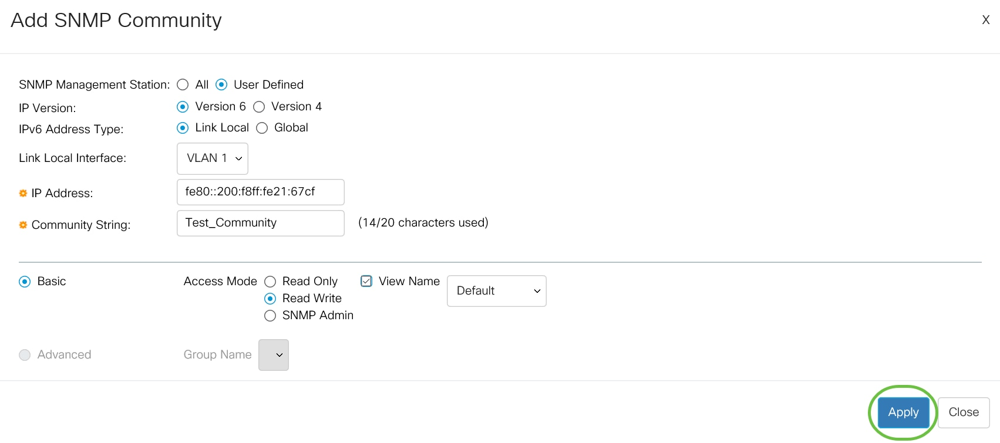 Add SNMP Community
X
SNMP Management Station: All User Defined
IP Version: Version 6 Version 4
IPv6 Address Type: Link Local Global
Link Local Interface: VLAN 1
IP Address: fe80::200:f8ff:fe21:67cf
Community String: Test_Community (14/20 characters used)
Basic Access Mode Read Only View Name Default
Read Write
SNMP Admin
Advanced Group Name
Apply Close